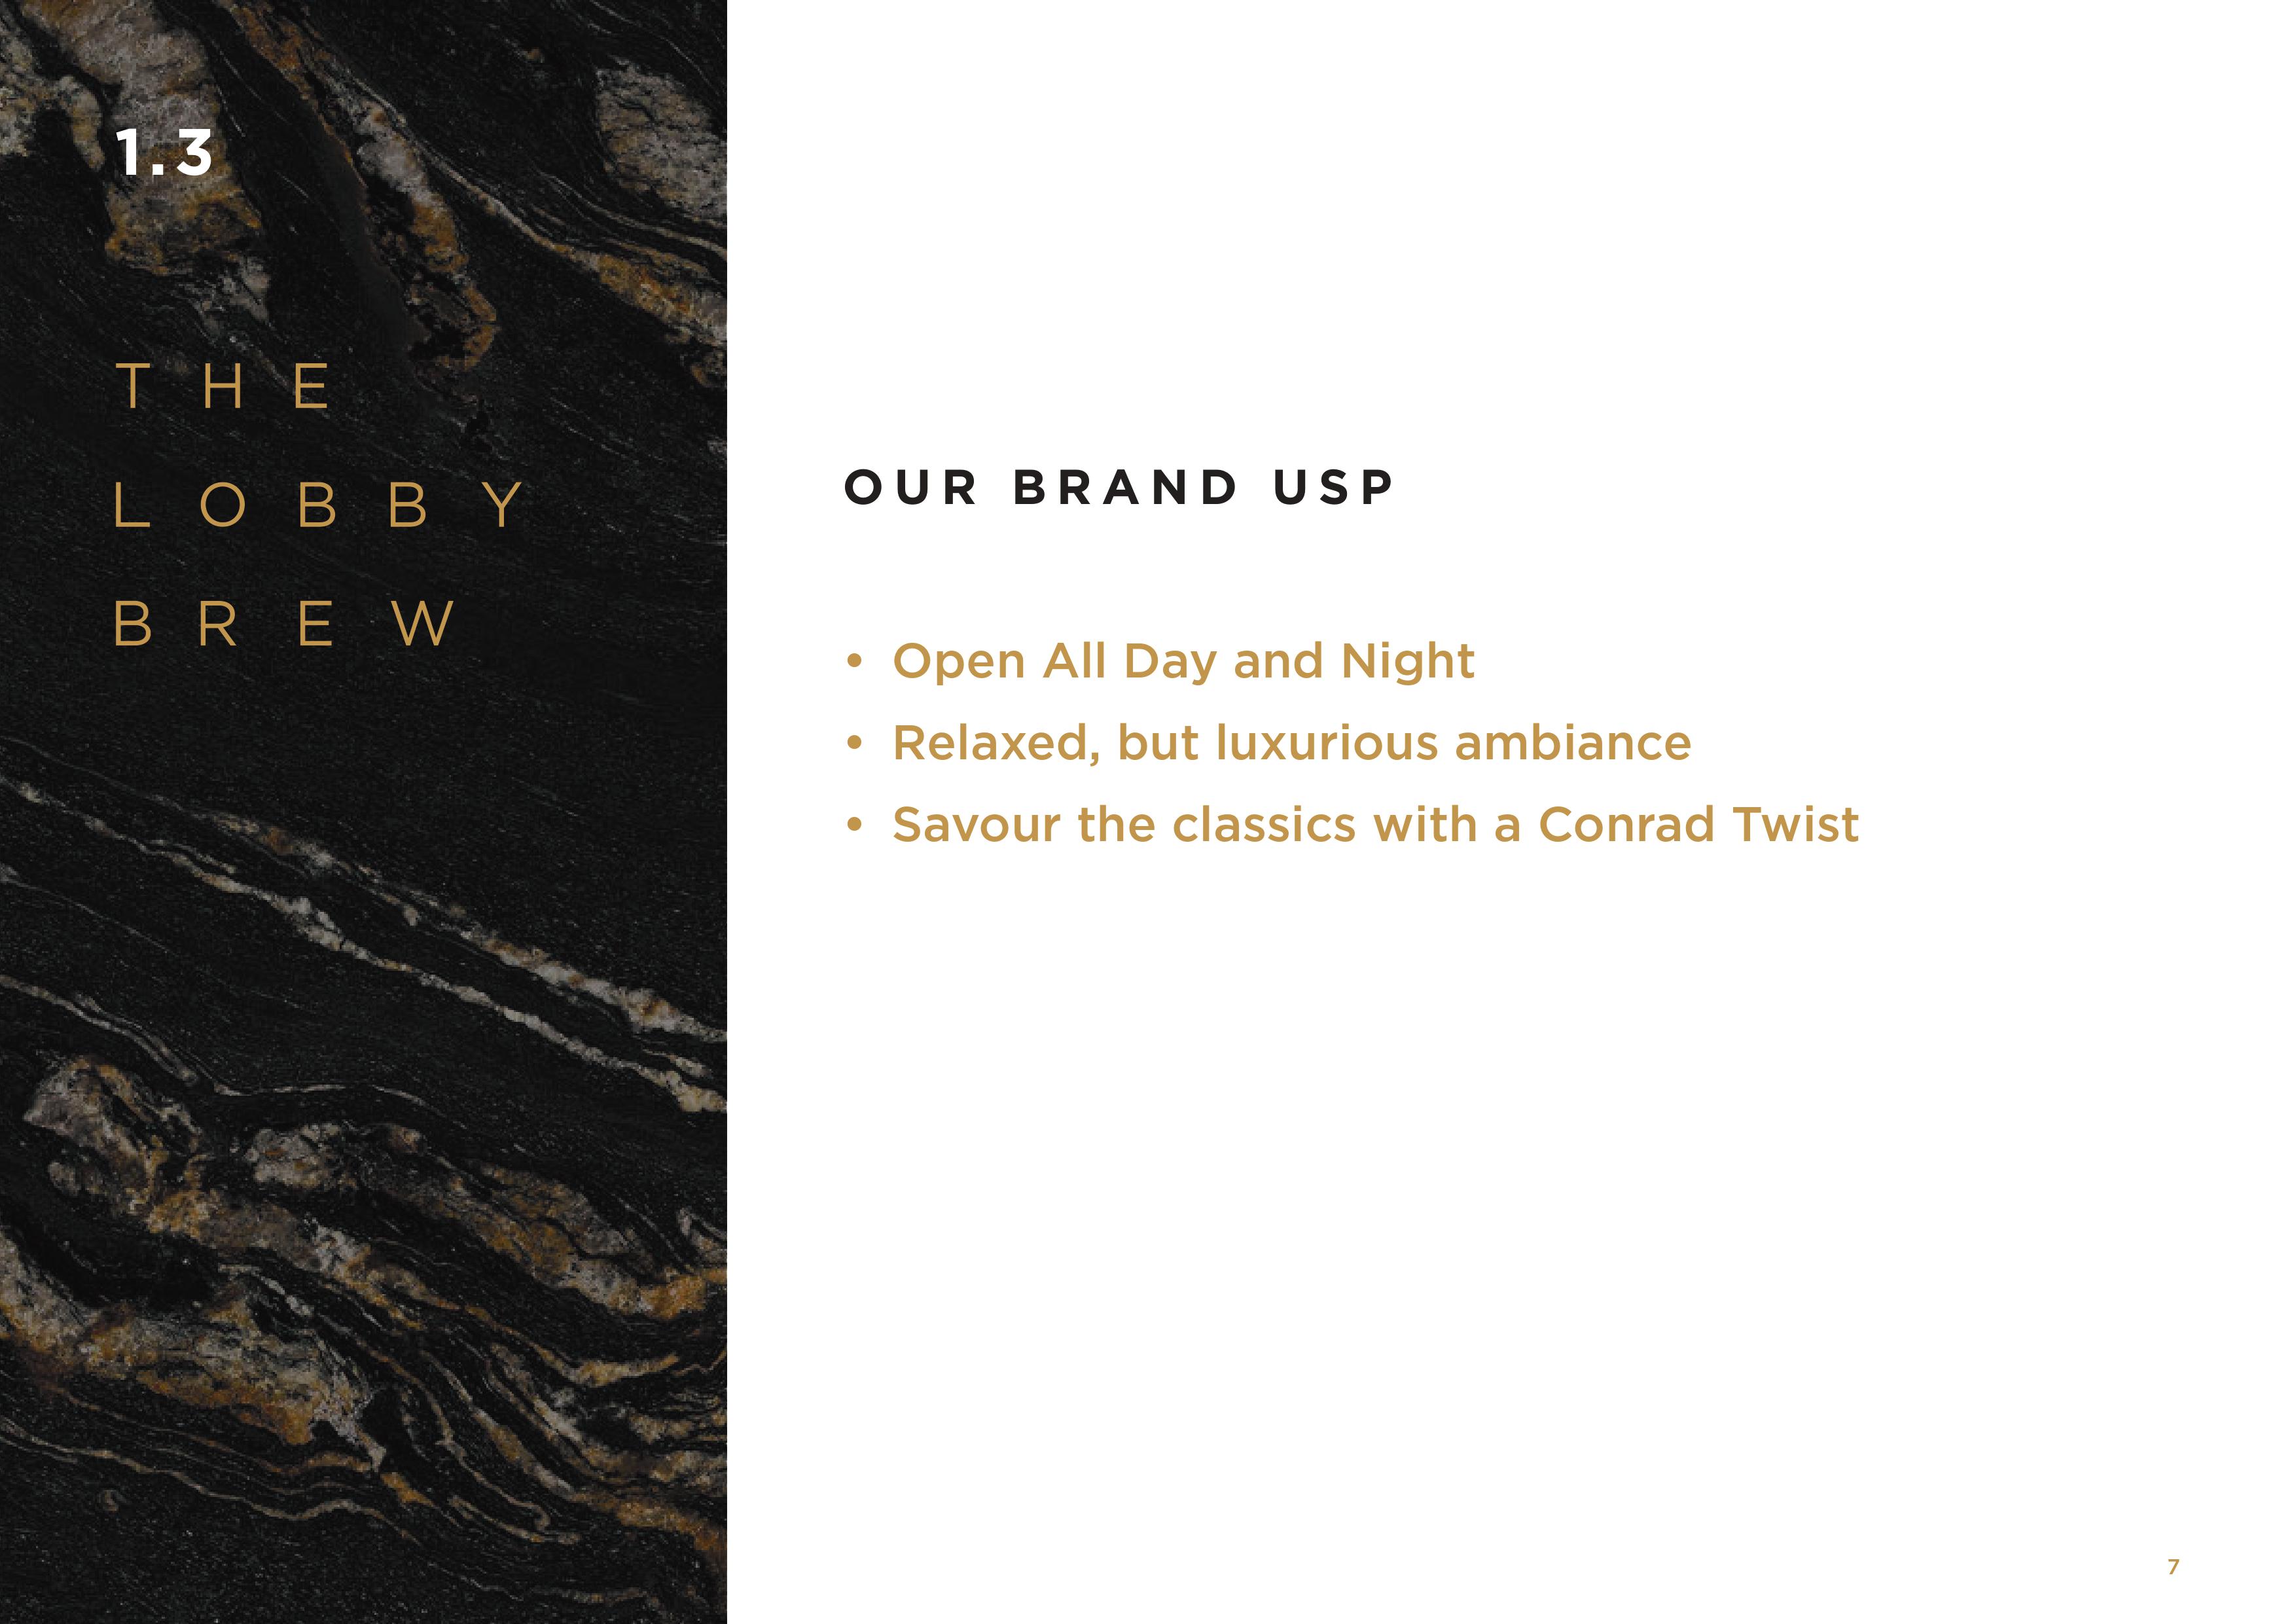 1.3
THE
LOBBY
BREW
OUR BRAND USP
• Open All Day and Night
• Relaxed, but luxurious ambiance
• Savour the classics with a Conrad Twist
7